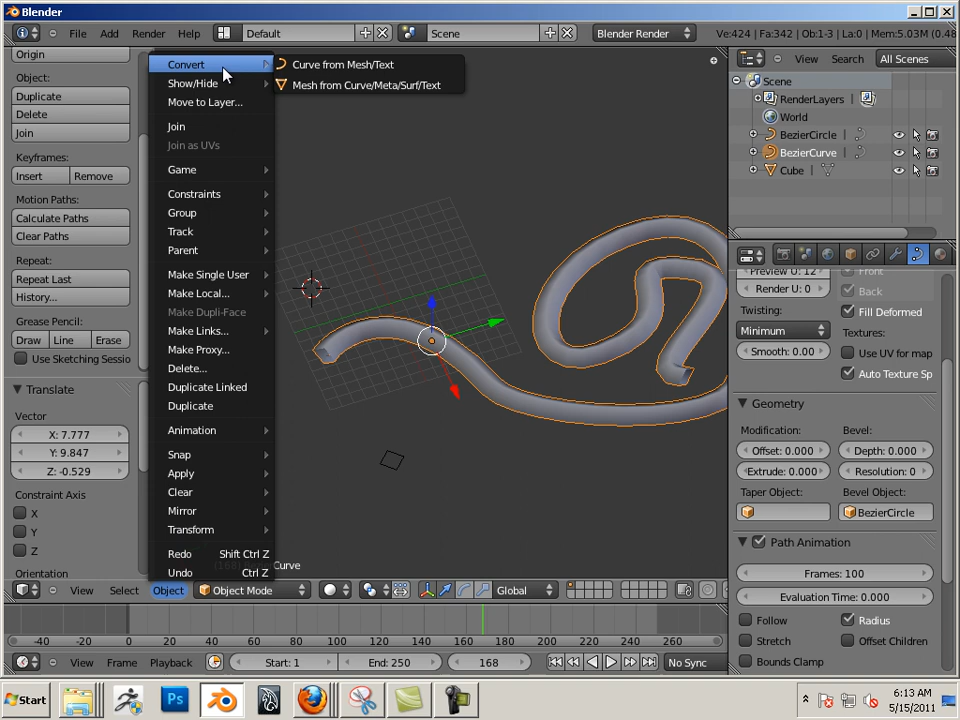 Blender
File Add Render Help Default Scene Blender Render Ve:424 | Fa:342 | Ob:1-3 | La:0 | Mem:5.03M (0.48
Origin
Object:
Duplicate
Delete
Join
Keyframes:
Insert Remove
Motion Paths:
Calculate Paths
Clear Paths
Repeat:
Repeat Last
History...
Grease Pencil:
Draw Line Erase
Use Sketching Sessio
Translate
Vector
X: 7.777
Y: 9.847
Z: -0.529
Constraint Axis
X
Y
Z
Orientation
Convert
Show/Hide
Move to Layer...
Join
Join as UVs
Game
Constraints
Group
Track
Parent
Make Single User
Make Local...
Make Dupli-Face
Make Links...
Make Proxy...
Delete...
Duplicate Linked
Duplicate
Animation
Snap
Apply
Clear
Mirror
Transform
Redo Shift Ctrl Z
Undo Ctrl Z
Curve from Mesh/Text
Mesh from Curve/Meta/Surf/Text
Curve
View Select Object Object Mode Global
View Search All Scenes
Scene
RenderLayers
World
BezierCircle
BezierCurve
Cube
Preview U: 12
Render U: 0
Front
Back
Twisting:
Minimum
Smooth: 0.00
Fill Deformed
Textures:
Use UV for map
Auto Texture Sp
Geometry
Modification:
Offset: 0.000
Extrude: 0.000
Bevel:
Depth: 0.000
Resolution: 0
Taper Object:
Bevel Object:
BezierCircle
Path Animation
Frames: 100
Evaluation Time: 0.000
Follow Radius
Stretch Offset Children
Bounds Clamp
-40 -20 0 20 40 60 80 100 120 140 160 180 200 220 240 260
View Frame Playback Start: 1 End: 250 168 No Sync
Start Ps 6:13 AM
5/15/2011